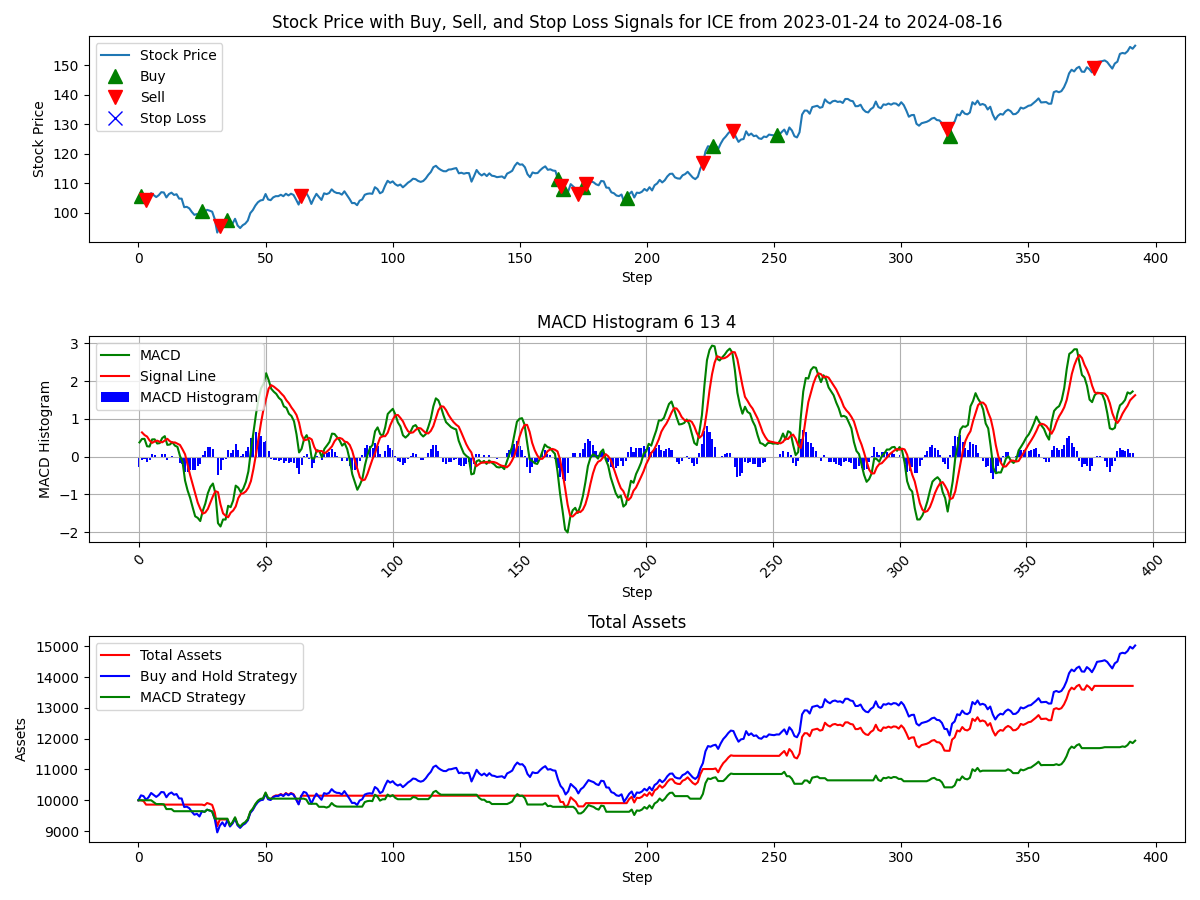 Stock Price with Buy, Sell, and Stop Loss Signals for ICE from 2023-01-24 to 2024-08-16
Stock Price
Buy
Sell
Stop Loss
Stock Price
150
140
130
120
110
100
0 50 100 150 200 250 300 350 400
Step
MACD Histogram 6 13 4
MACD
Signal Line
MACD Histogram
MACD Histogram
3
2
1
0
−1
−2
0 50 100 150 200 250 300 350 400
Step
Total Assets
Total Assets
Buy and Hold Strategy
MACD Strategy
Assets
15000
14000
13000
12000
11000
10000
9000
0 50 100 150 200 250 300 350 400
Step